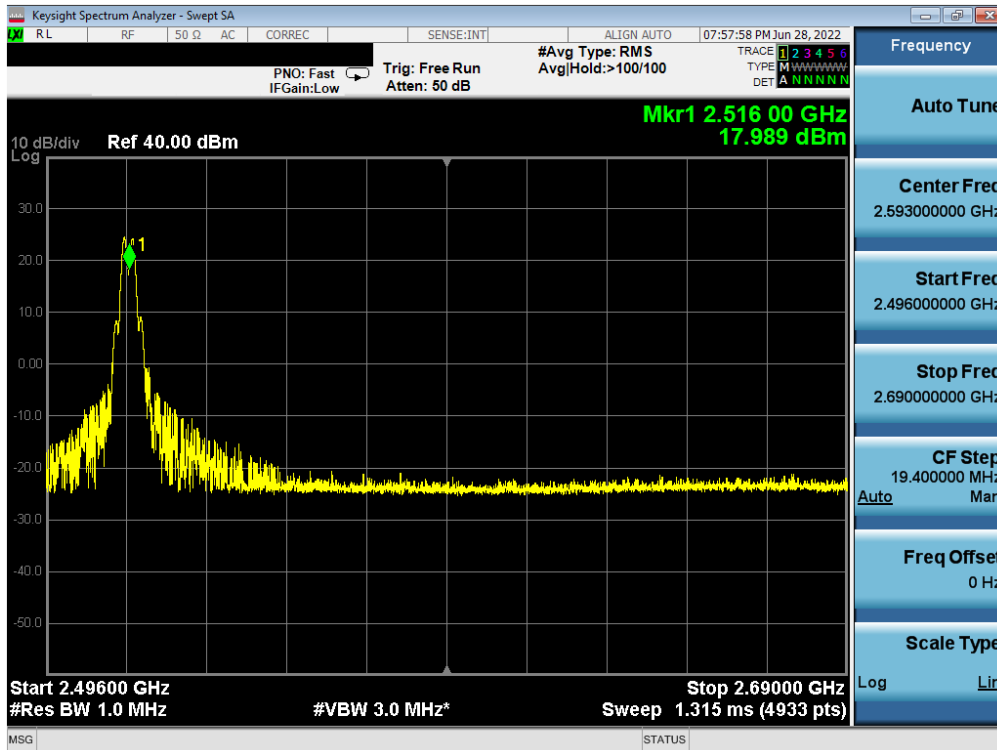 Keysight Spectrum Analyzer - Swept SA
LXI RL RF 50 Ω AC CORREC SENSE:INT ALIGN AUTO 07:57:58 PM Jun 28, 2022
#Avg Type: RMS TRACE 1 2 3 4 5 6
PNO: Fast Trig: Free Run Avg|Hold:>100/100 TYPE M WWWWW
IFGain:Low Atten: 50 dB DET A N N N N N
Mkr1 2.516 00 GHz
17.989 dBm
10 dB/div Ref 40.00 dBm
Log
30.0
20.0
10.0
0.00
-10.0
-20.0
-30.0
-40.0
-50.0
1
Start 2.49600 GHz Stop 2.69000 GHz
#Res BW 1.0 MHz #VBW 3.0 MHz* Sweep 1.315 ms (4933 pts)
MSG STATUS
Frequency
Auto Tune
Center Freq
2.593000000 GHz
Start Freq
2.496000000 GHz
Stop Freq
2.690000000 GHz
CF Step
19.400000 MHz
Auto Man
Freq Offset
0 Hz
Scale Type
Log Lin